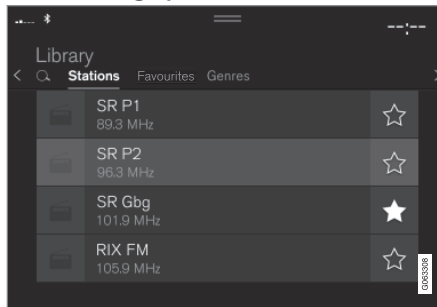 --:--
Library
Stations Favourites Genres
SR P1
89.3 MHz
SR P2
96.3 MHz
SR Gbg
101.9 MHz
RIX FM
105.9 MHz
G063308